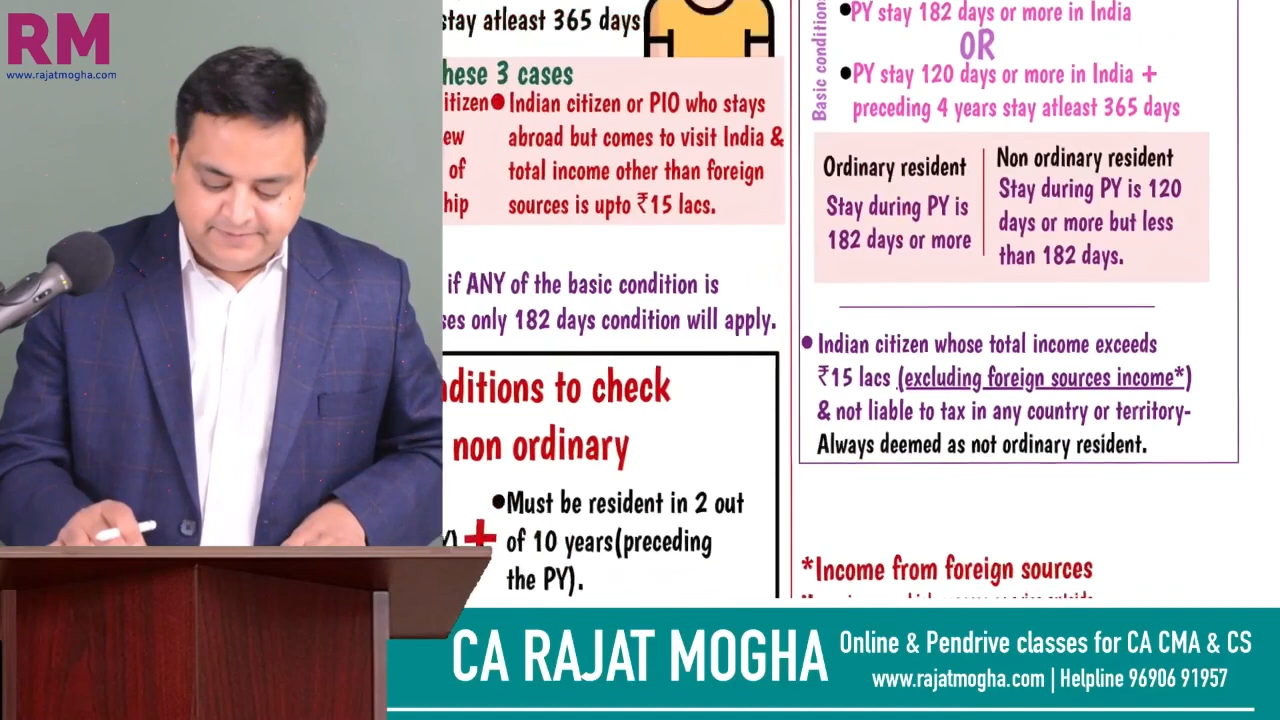 RM
www.rajatmogha.com
stay atleast 365 days
hese 3 cases
itizen
ew
of
hip
●Indian citizen or PIO who stays
abroad but comes to visit India &
total income other than foreign
sources is upto ₹15 lacs.
if ANY of the basic condition is
ses only 182 days condition will apply.
nditions to check
non ordinary
Y) +
●Must be resident in 2 out
of 10 years(preceding
the PY).
Basic condition
●PY stay 182 days or more in India
OR
●PY stay 120 days or more in India +
preceding 4 years stay atleast 365 days
Ordinary resident
Stay during PY is
182 days or more
Non ordinary resident
Stay during PY is 120
days or more but less
than 182 days.
● Indian citizen whose total income exceeds
₹15 lacs (excluding foreign sources income*)
& not liable to tax in any country or territory-
Always deemed as not ordinary resident.
*Income from foreign sources
CA RAJAT MOGHA
Online & Pendrive classes for CA CMA & CS
www.rajatmogha.com | Helpline 96906 91957